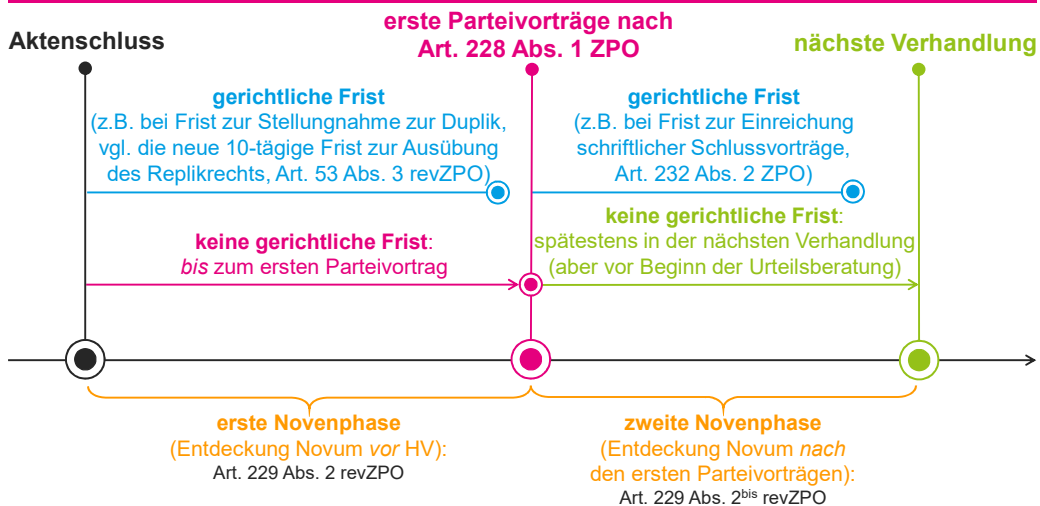 erste Parteivorträge nach
Art. 228 Abs. 1 ZPO
Aktenschluss
nächste Verhandlung
gerichtliche Frist
(z.B. bei Frist zur Stellungnahme zur Duplik,
vgl. die neue 10-tägige Frist zur Ausübung
des Replikrechts, Art. 53 Abs. 3 revZPO)
gerichtliche Frist
(z.B. bei Frist zur Einreichung
schriftlicher Schlussvorträge,
Art. 232 Abs. 2 ZPO)
keine gerichtliche Frist:
bis zum ersten Parteivortrag
keine gerichtliche Frist:
spätestens in der nächsten Verhandlung
(aber vor Beginn der Urteilsberatung)
erste Novenphase
(Entdeckung Novum vor HV):
Art. 229 Abs. 2 revZPO
zweite Novenphase
(Entdeckung Novum nach
den ersten Parteivorträgen):
Art. 229 Abs. 2bis revZPO